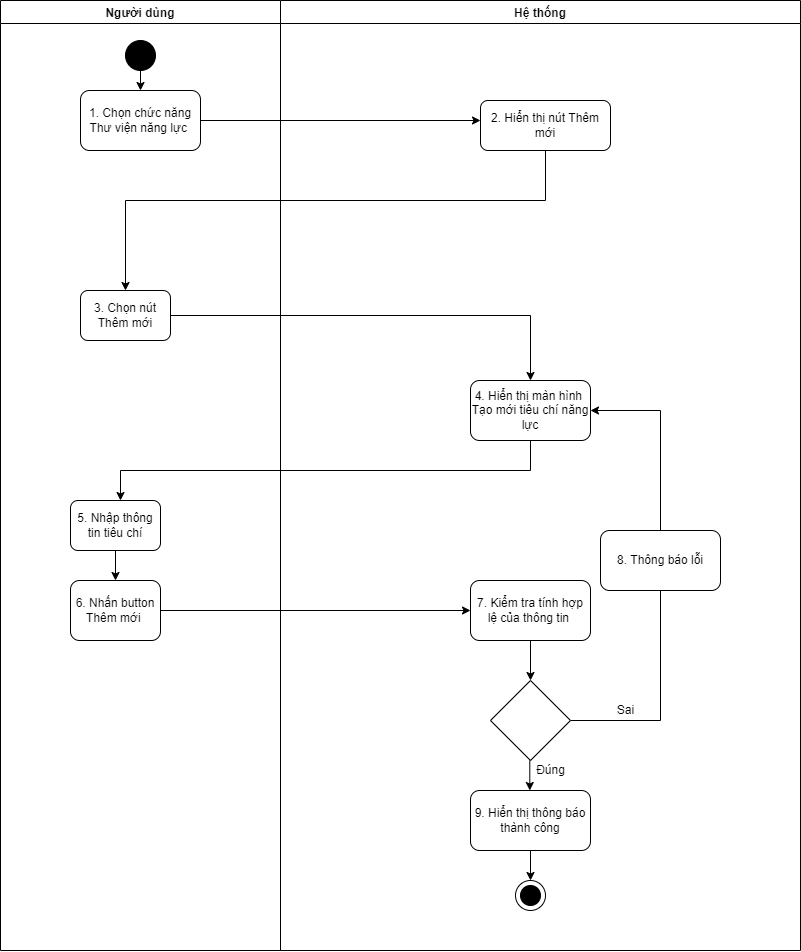 Người dùng
Hệ thống
1. Chọn chức năng
Thư viện năng lực
2. Hiển thị nút Thêm
mới
3. Chọn nút
Thêm mới
4. Hiển thị màn hình
Tạo mới tiêu chí năng
lực
5. Nhập thông
tin tiêu chí
8. Thông báo lỗi
6. Nhấn button
Thêm mới
7. Kiểm tra tính hợp
lệ của thông tin
Sai
Đúng
9. Hiển thị thông báo
thành công